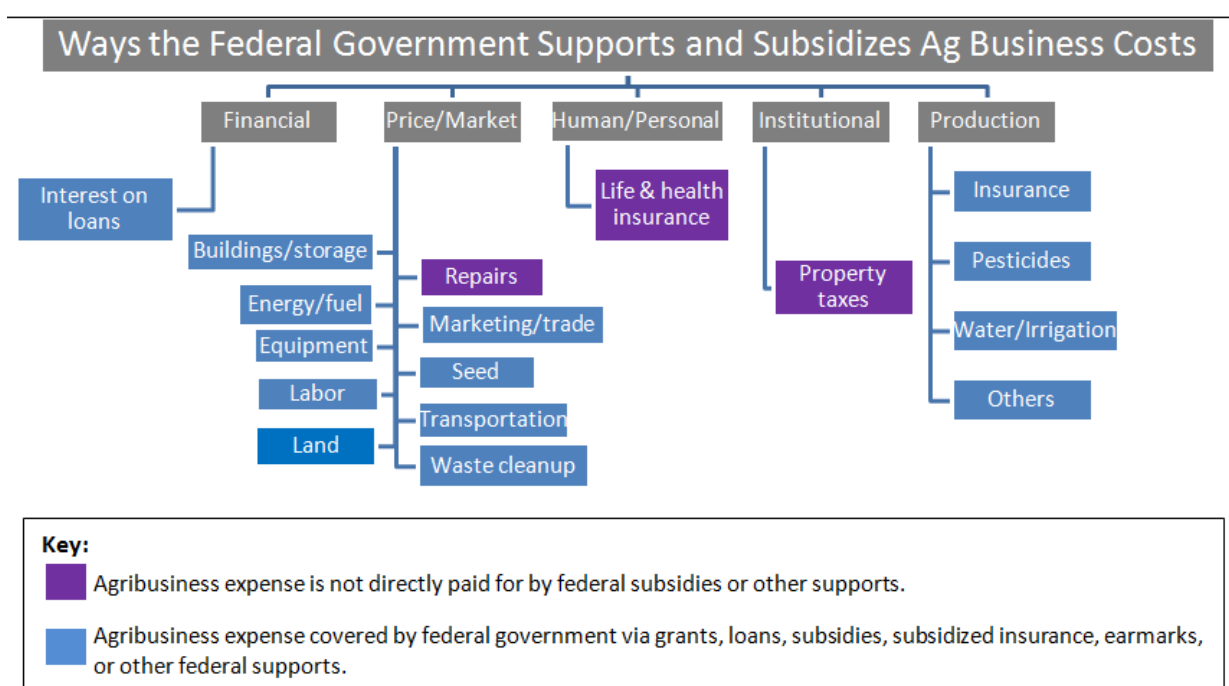 Ways the Federal Government Supports and Subsidizes Ag Business Costs
Financial
Price/Market
Human/Personal
Institutional
Production
Interest on
loans
Buildings/storage
Energy/fuel
Equipment
Labor
Land
Repairs
Marketing/trade
Seed
Transportation
Waste cleanup
Life & health
insurance
Property
taxes
Insurance
Pesticides
Water/Irrigation
Others
Key:
Agribusiness expense is not directly paid for by federal subsidies or other supports.
Agribusiness expense covered by federal government via grants, loans, subsidies, subsidized insurance, earmarks,
or other federal supports.